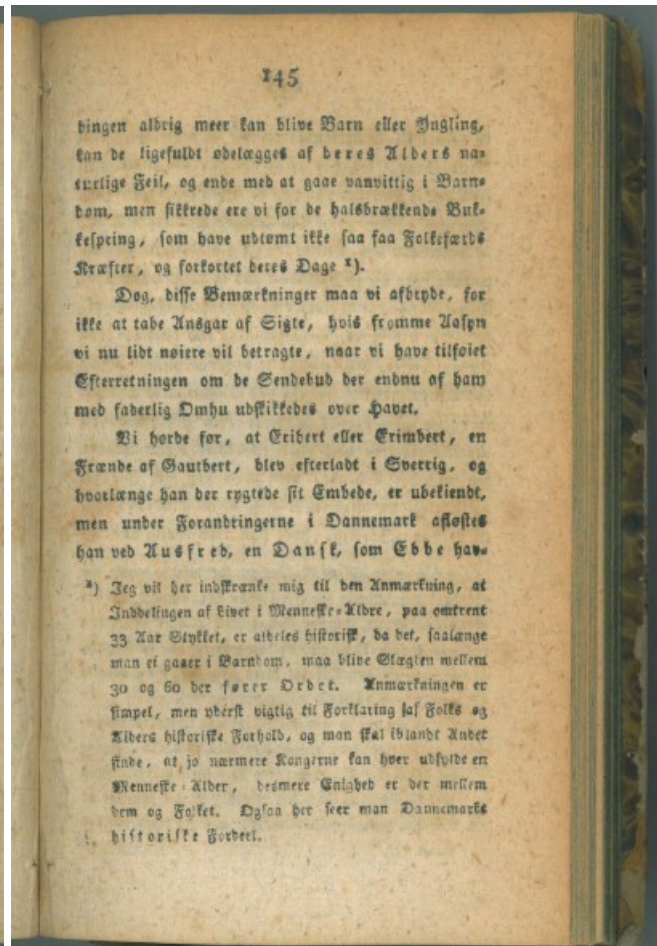 145
dingen aldrig meer kan blive Barn eller Yngling,
kan de ligefuldt ødelægges af deres Alders na-
turlige Feil, og ende med at gaae vanvittig i Barn-
dom, men sikkrede ere vi for de halsbrækkende Buk-
kespring, som have udtømt ikke saa faa Folkefærds
Kræfter, og forkortet deres Dage ¹).
Dog, disse Bemærkninger maa vi afbryde, for
ikke at tabe Ansgar af Sigte, hvis fromme Aasyn
vi nu lidt nøiere vil betragte, naar vi have tilføiet
Efterretningen om de Sendebud der endnu af ham
med faderlig Omhu udskikkedes over Havet.
Vi horde før, at Eribert eller Erimbert, en
Frænde af Gautbert, blev efterladt i Sverrig, og
hvorlænge han der rygtede sit Embede, er ubekiendt,
men under Forandringerne i Dannemark afløstes
han ved Ausfred, en Dansk, som Ebbe hav-
¹) Jeg vil her indskrænke mig til den Anmærkning, at
Inddelingen af Livet i Menneske-Aldre, paa omtrent
33 Aar Stykket, er aldeles historisk, da det, saalænge
man ei gaaer i Barndom, maa blive Slægten mellem
30 og 60 der fører Ordet. Anmærkningen er
simpel, men yderst vigtig til Forklaring af Folks og
Alders historiske Forhold, og man skal iblandt Andet
finde, at jo nærmere Kongerne kan hver udfylde en
Menneske-Alder, desmere Enighed er der mellem
dem og Folket. Ogsaa her seer man Dannemarks
historiske Fordeel.